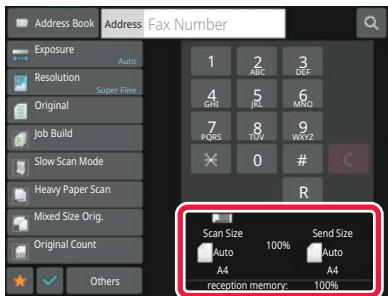 Address Book Address Fax Number
Exposure
Auto
Resolution
Super Fine
Original
Job Build
Slow Scan Mode
Heavy Paper Scan
Mixed Size Orig.
Original Count
Others
1 2 3
ABC DEF
4 5 6
GHI JKL MNO
7 8 9
PQRS TUV WXYZ
0 # C
R
Scan Size Send Size
Auto 100% Auto
A4 A4
reception memory: 100%